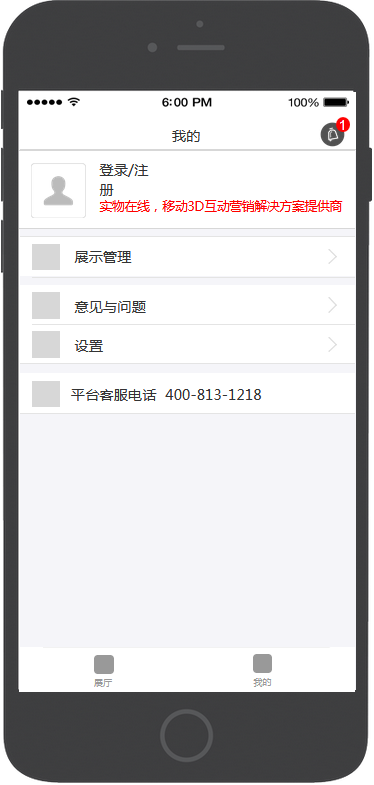 6:00 PM
100%
我的
1
登录/注
册
实物在线，移动3D互动营销解决方案提供商
展示管理
意见与问题
设置
平台客服电话 400-813-1218
展厅
我的